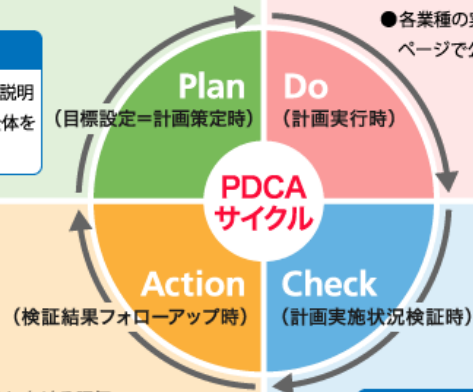 ●各業種の
ページで
説明
体を
Plan
(目標設定=計画策定時)
Do
(計画実行時)
PDCA
サイクル
Action
(検証結果フォローアップ時)
Check
(計画実施状況検証時)